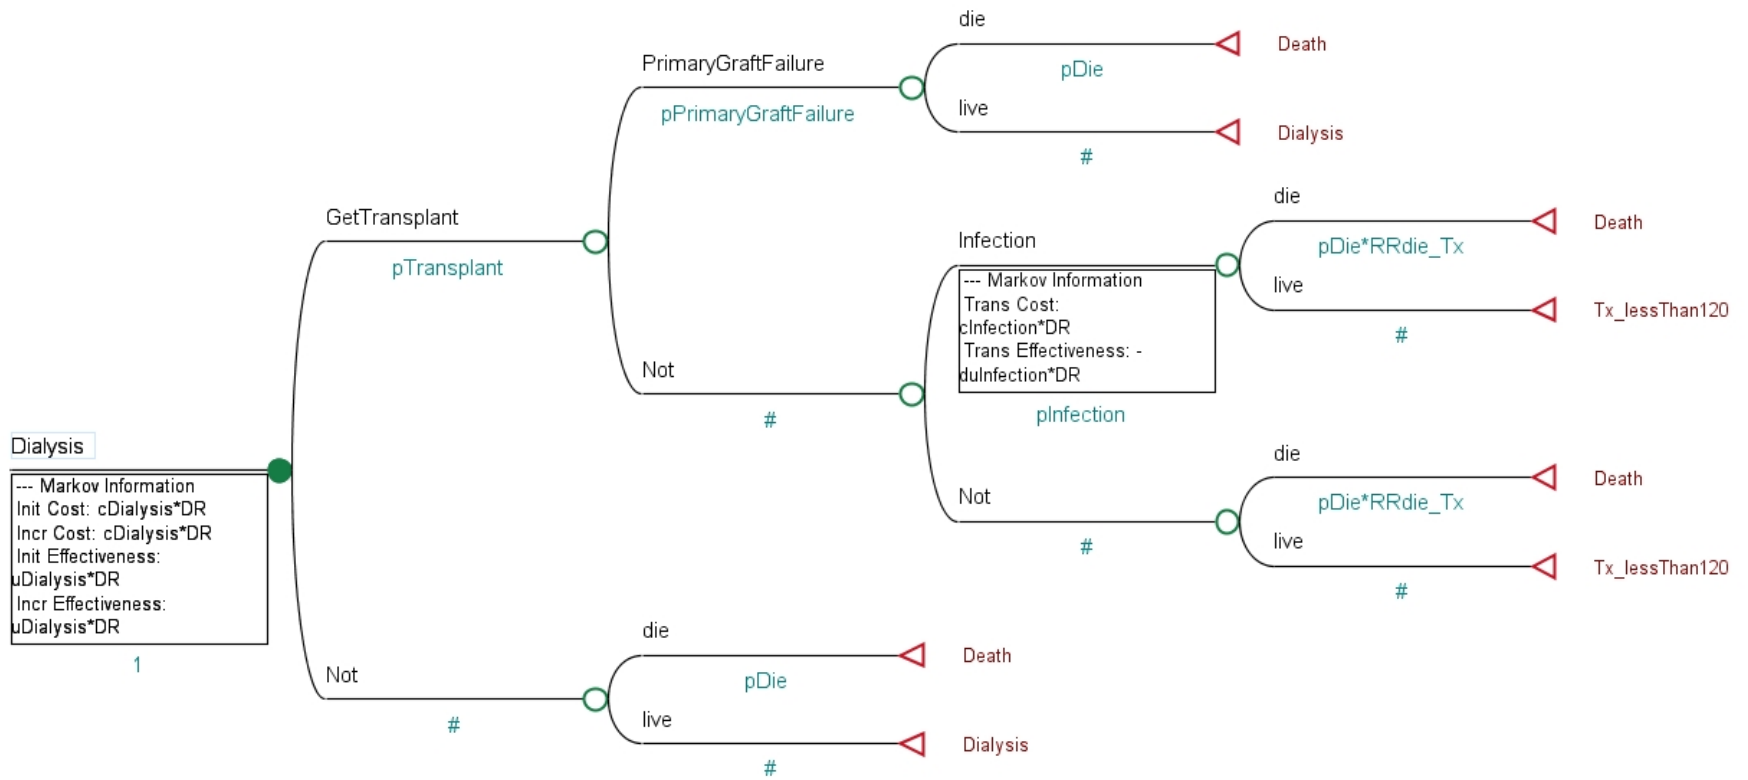 die
Death
PrimaryGraftFailure
pDie
pPrimaryGraftFailure
live
Dialysis
#
die
GetTransplant
Death
Infection
pDie*RRdie_Tx
pTransplant
--- Markov Information
Trans Cost:
cInfection*DR
Trans Effectiveness: -
duInfection*DR
live
Tx_lessThan120
#
Not
#
pInfection
Dialysis
--- Markov Information
Init Cost: cDialysis*DR
Incr Cost: cDialysis*DR
Init Effectiveness:
uDialysis*DR
Incr Effectiveness:
uDialysis*DR
1
die
Death
Not
pDie*RRdie_Tx
#
live
Tx_lessThan120
#
die
Death
Not
pDie
#
live
Dialysis
#